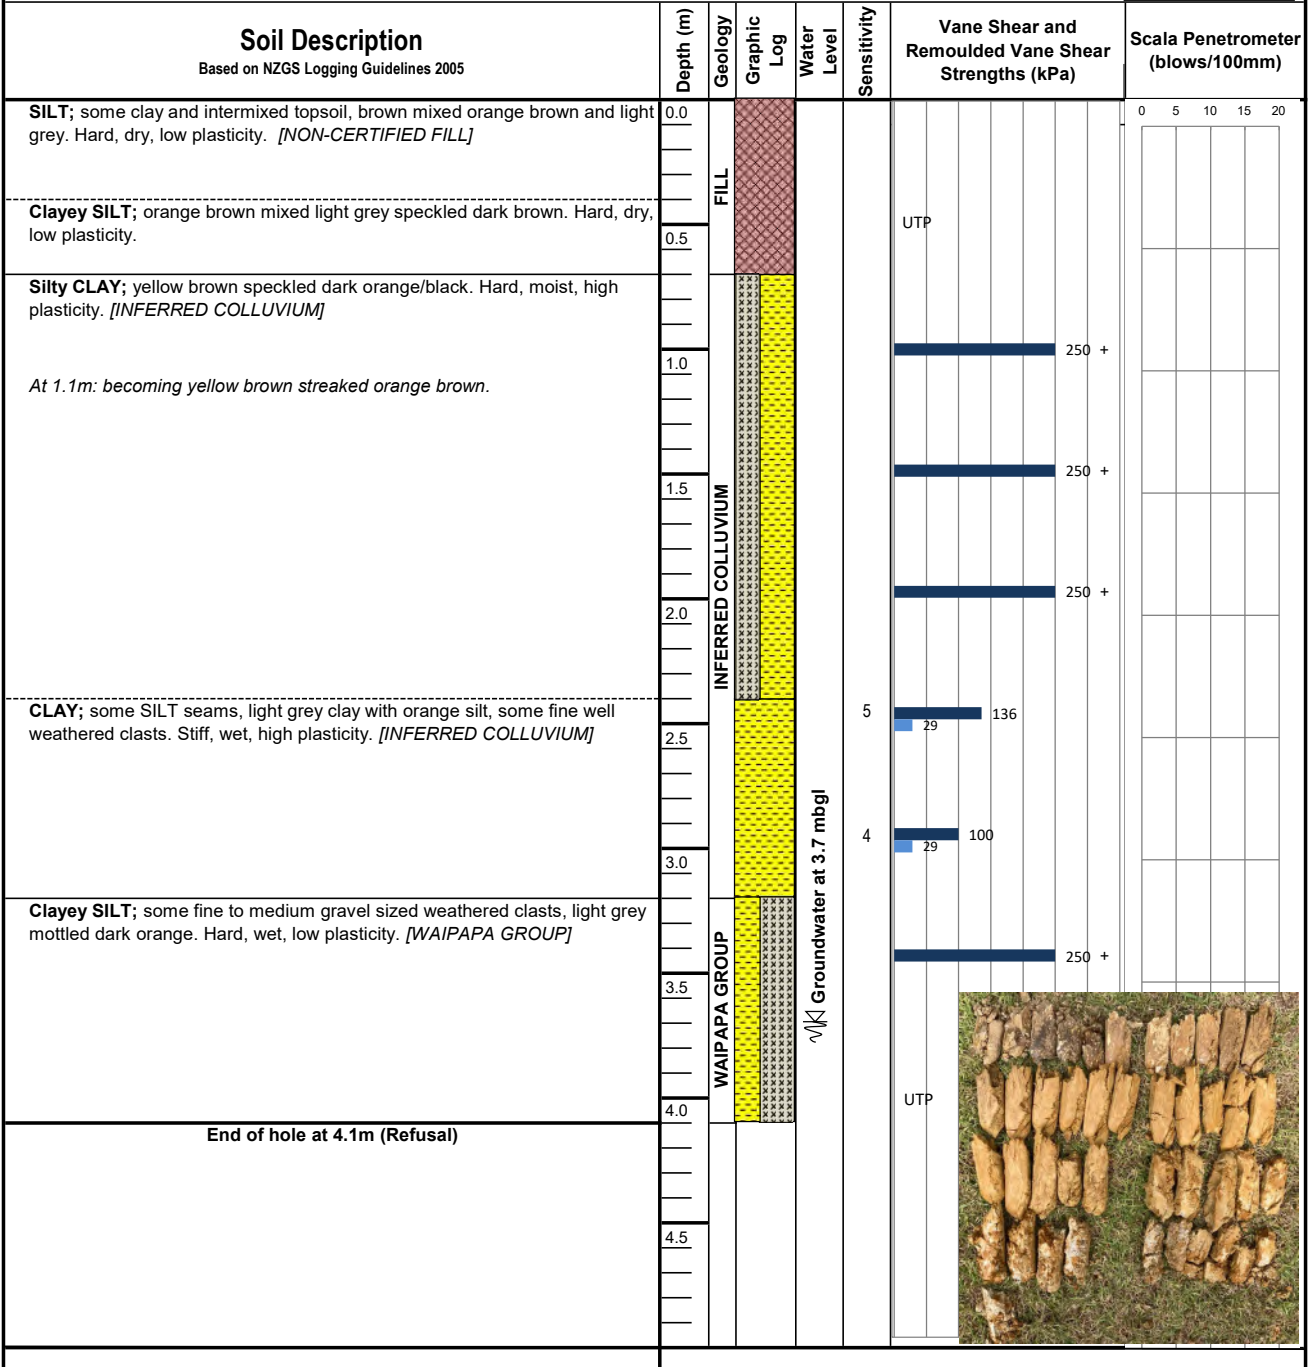 Soil Description
Based on NZGS Logging Guidelines 2005
Depth (m)
Geology
Graphic Log
Water Level
Sensitivity
Vane Shear and
Remoulded Vane Shear
Strengths (kPa)
Scala Penetrometer
(blows/100mm)
0 5 10 15 20
SILT; some clay and intermixed topsoil, brown mixed orange brown and light
grey. Hard, dry, low plasticity. [NON-CERTIFIED FILL]
Clayey SILT; orange brown mixed light grey speckled dark brown. Hard, dry,
low plasticity.
Silty CLAY; yellow brown speckled dark orange/black. Hard, moist, high
plasticity. [INFERRED COLLUVIUM]
At 1.1m: becoming yellow brown streaked orange brown.
CLAY; some SILT seams, light grey clay with orange silt, some fine well
weathered clasts. Stiff, wet, high plasticity. [INFERRED COLLUVIUM]
Clayey SILT; some fine to medium gravel sized weathered clasts, light grey
mottled dark orange. Hard, wet, low plasticity. [WAIPAPA GROUP]
End of hole at 4.1m (Refusal)
0.0
0.5
1.0
1.5
2.0
2.5
3.0
3.5
4.0
4.5
FILL
INFERRED COLLUVIUM
WAIPAPA GROUP
Groundwater at 3.7 mbgl
5
4
UTP
250 +
250 +
250 +
136
29
100
29
250 +
UTP